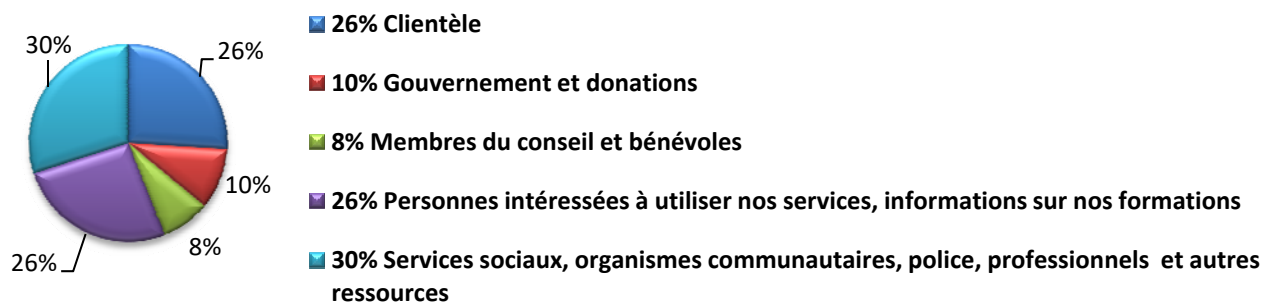 30%
26%
10%
8%
26%
26% Clientèle
10% Gouvernement et donations
8% Membres du conseil et bénévoles
26% Personnes intéressées à utiliser nos services, informations sur nos formations
30% Services sociaux, organismes communautaires, police, professionnels et autres
ressources